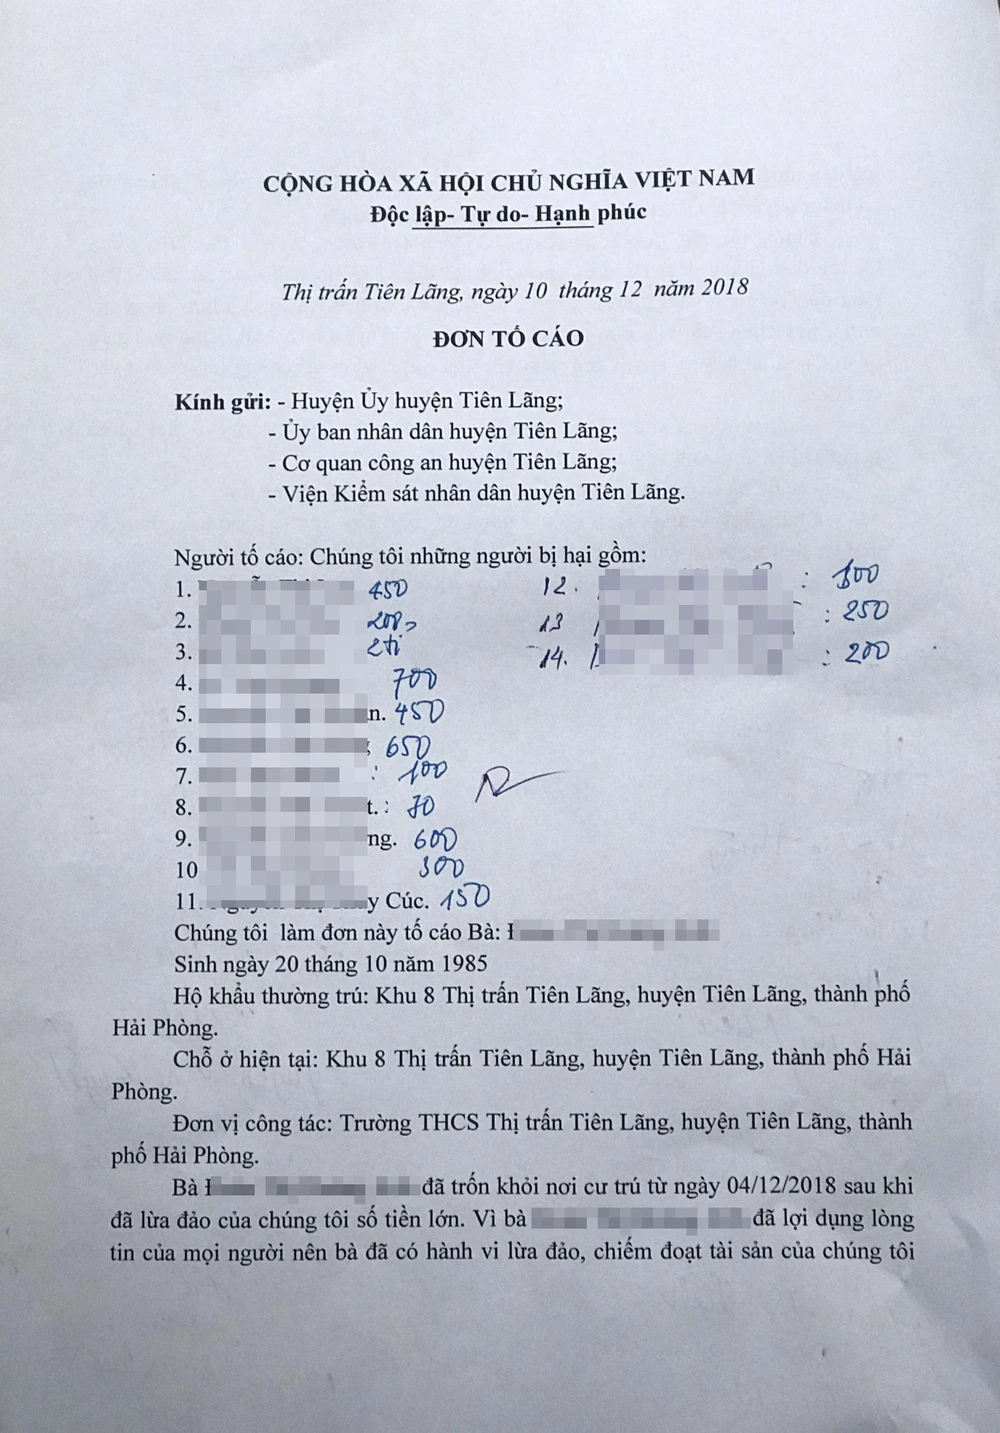 CỘNG HÒA XÃ HỘI CHỦ NGHĨA VIỆT NAM
Độc lập- Tự do- Hạnh phúc
Thị trấn Tiên Lãng, ngày 10 tháng 12 năm 2018
ĐƠN TỐ CÁO
Kính gửi: - Huyện Ủy huyện Tiên Lãng;
- Ủy ban nhân dân huyện Tiên Lãng;
- Cơ quan công an huyện Tiên Lãng;
- Viện Kiểm sát nhân dân huyện Tiên Lãng.
Người tố cáo: Chúng tôi những người bị hại gồm:
1. 450 12. :
2. 13 : 250
3. 2 tỉ 14. : 200
4. 700
5. n. 450
6. 650
7. : 100
8. t. : 70
9. ng. 600
10 300
11. y Cúc. 150
Chúng tôi làm đơn này tố cáo Bà:
Sinh ngày 20 tháng 10 năm 1985
Hộ khẩu thường trú: Khu 8 Thị trấn Tiên Lãng, huyện Tiên Lãng, thành phố
Hải Phòng.
Chỗ ở hiện tại: Khu 8 Thị trấn Tiên Lãng, huyện Tiên Lãng, thành phố Hải
Phòng.
Đơn vị công tác: Trường THCS Thị trấn Tiên Lãng, huyện Tiên Lãng, thành
phố Hải Phòng.
Bà đã trốn khỏi nơi cư trú từ ngày 04/12/2018 sau khi
đã lừa đảo của chúng tôi số tiền lớn. Vì bà đã lợi dụng lòng
tin của mọi người nên bà đã có hành vi lừa đảo, chiếm đoạt tài sản của chúng tôi